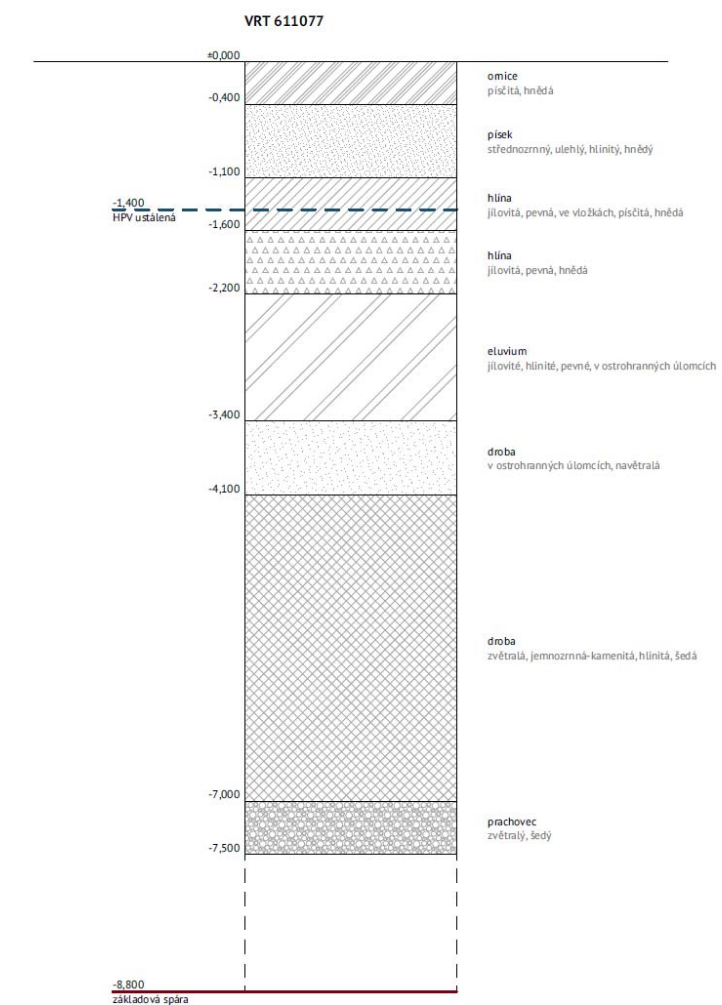 VRT 611077
±0,000
ornice
písčitá, hnědá
-0,400
písek
střednozrnný, ulehlý, hlinitý, hnědý
-1,100
hlína
jílovitá, pevná, ve vložkách, písčitá, hnědá
-1,400
HPV ustálená
-1,600
hlína
jílovitá, pevná, hnědá
-2,200
eluvium
jílovité, hlinité, pevné, v ostrohranných úlomcích
-3,400
droba
v ostrohranných úlomcích, navětralá
-4,100
droba
zvětralá, jemnozrnná-kamenitá, hlinitá, šedá
-7,000
prachovec
zvětralý, šedý
-7,500
-8,800
základová spára